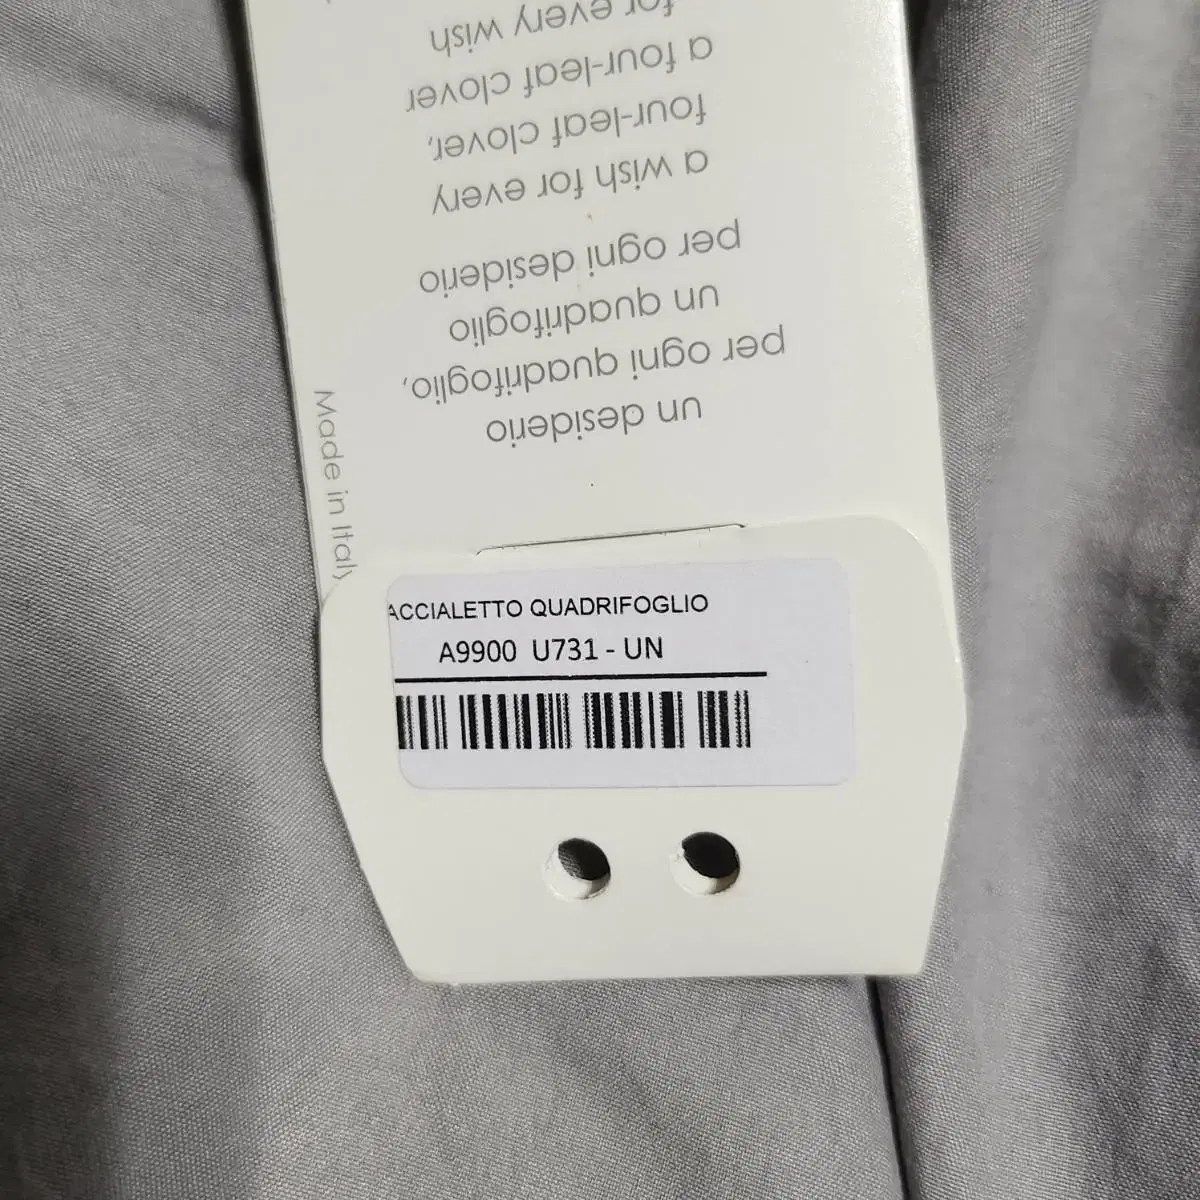 un desiderio
per ogni quadrifoglio,
un quadrifoglio
per ogni desiderio
a wish for every
four-leaf clover,
a four-leaf clover
for every wish
Made in Italy
ACCIALETTO QUADRIFOGLIO
A9900 U731 - UN